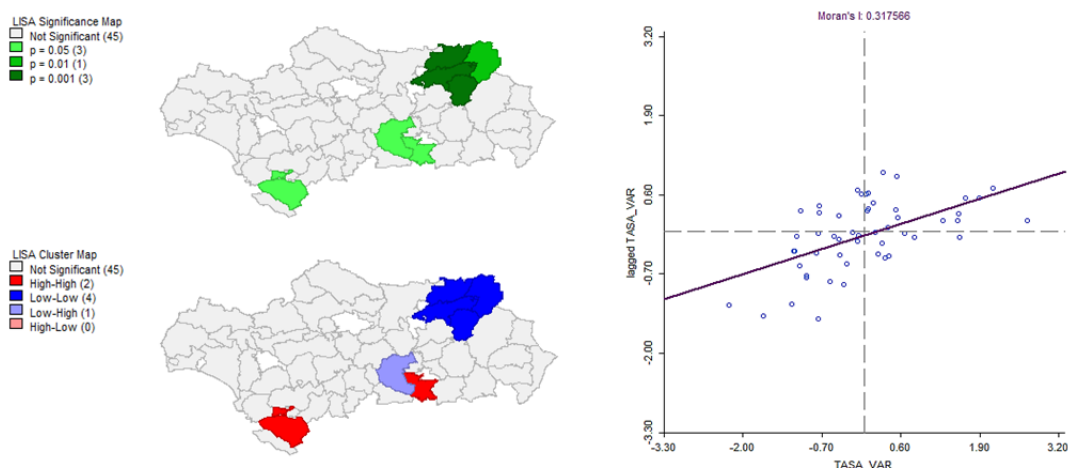 LISA Significance Map
Not Significant (45)
p = 0.05 (3)
p = 0.01 (1)
p = 0.001 (3)
LISA Cluster Map
Not Significant (45)
High-High (2)
Low-Low (4)
Low-High (1)
High-Low (0)
Moran's I: 0.317566
3.20
1.90
0.60
-0.70
-2.00
-3.30
lagged TASA_VAR
-3.30
-2.00
-0.70
0.60
1.90
3.20
TASA_VAR